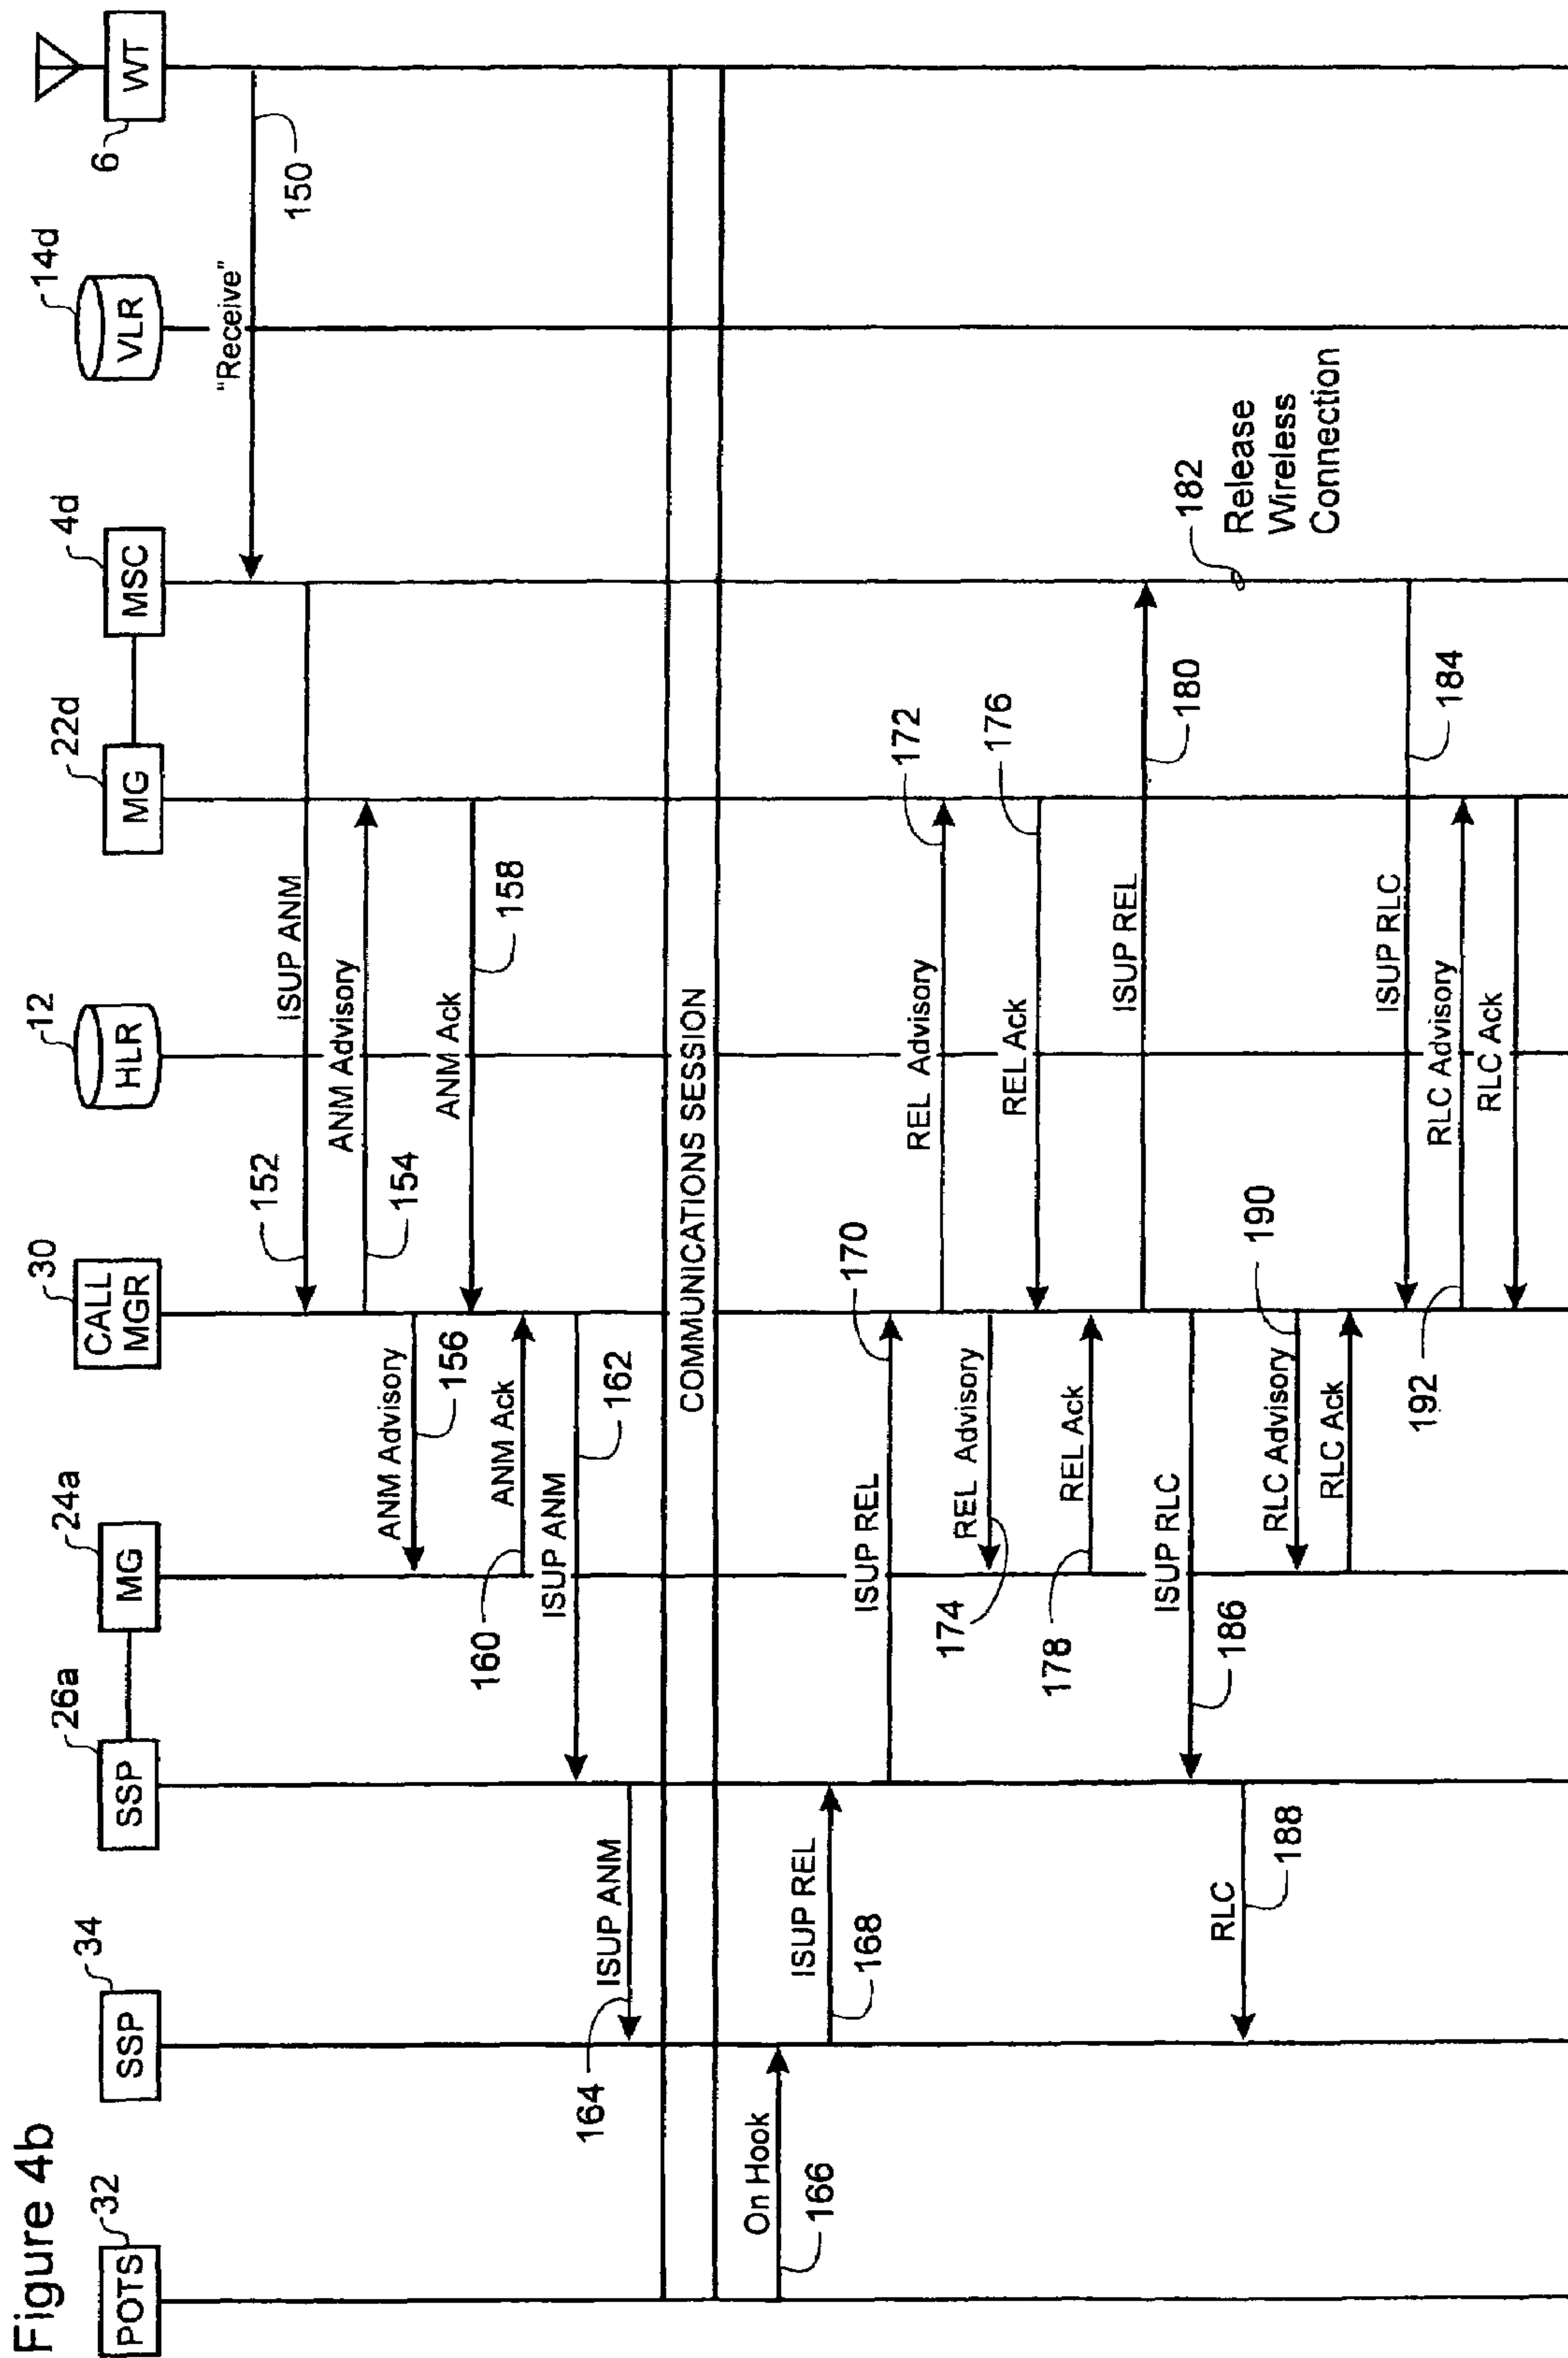 Figure 4b
32
34
26a
24a
30
12
22d
4d
14d
6
POTS
SSP
SSP
MG
CALL
MGR
HLR
MG
MSC
VLR
WT
"Receive"
150
152
ISUP ANM
ANM Advisory
154
ANM Advisory
156
ANM Ack
158
ANM Ack
160
ISUP ANM
162
ISUP ANM
164
COMMUNICATIONS SESSION
On Hook
166
ISUP REL
168
ISUP REL
170
REL Advisory
172
REL Advisory
174
REL Ack
176
REL Ack
178
ISUP REL
180
ISUP RLC
186
182
Release
Wireless
Connection
RLC
188
RLC Advisory
190
RLC Ack
ISUP RLC
184
RLC Advisory
192
RLC Ack